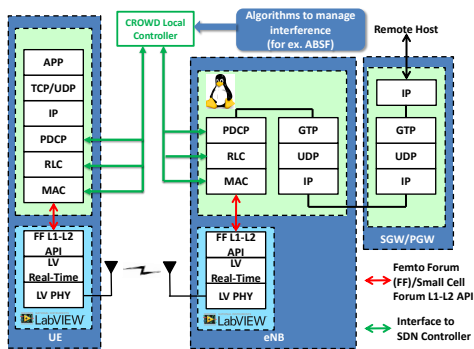 CROWD Local
Controller
Algorithms to manage
interference
(for ex. ABSF)
Remote Host
APP
TCP/UDP
IP
PDCP
RLC
MAC
FF L1-L2
API
LV
Real-Time
LV PHY
LabVIEW
UE
PDCP
RLC
MAC
GTP
UDP
IP
FF L1-L2
API
LV
Real-Time
LV PHY
LabVIEW
eNB
IP
GTP
UDP
IP
SGW/PGW
Femto Forum
(FF)/Small Cell
Forum L1-L2 API
Interface to
SDN Controller